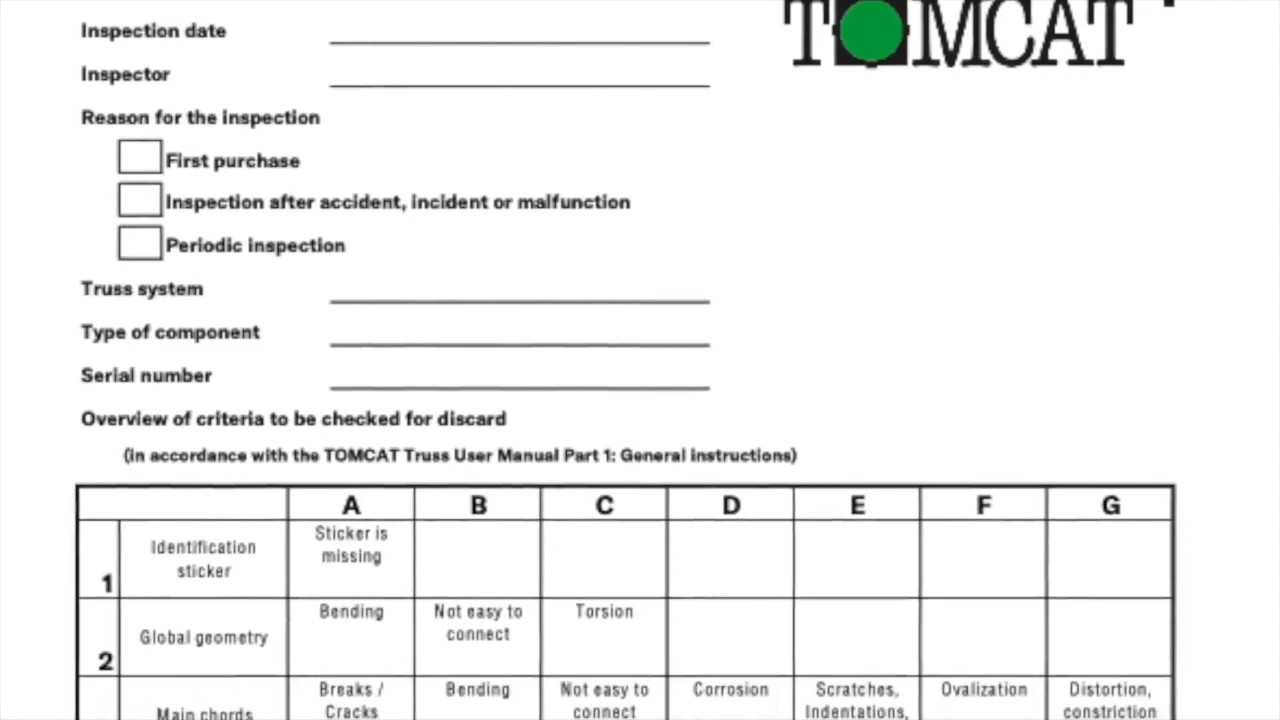 TOMCAT
Inspection date
Inspector
Reason for the inspection
First purchase
Inspection after accident, incident or malfunction
Periodic inspection
Truss system
Type of component
Serial number
Overview of criteria to be checked for discard
(in accordance with the TOMCAT Truss User Manual Part 1: General instructions)
A B C D E F G
1 Identification sticker
Sticker is missing
2 Global geometry
Bending
Not easy to connect
Torsion
Main chords
Breaks / Cracks
Bending
Not easy to connect
Corrosion
Scratches, Indentations,
Ovalization
Distortion, constriction